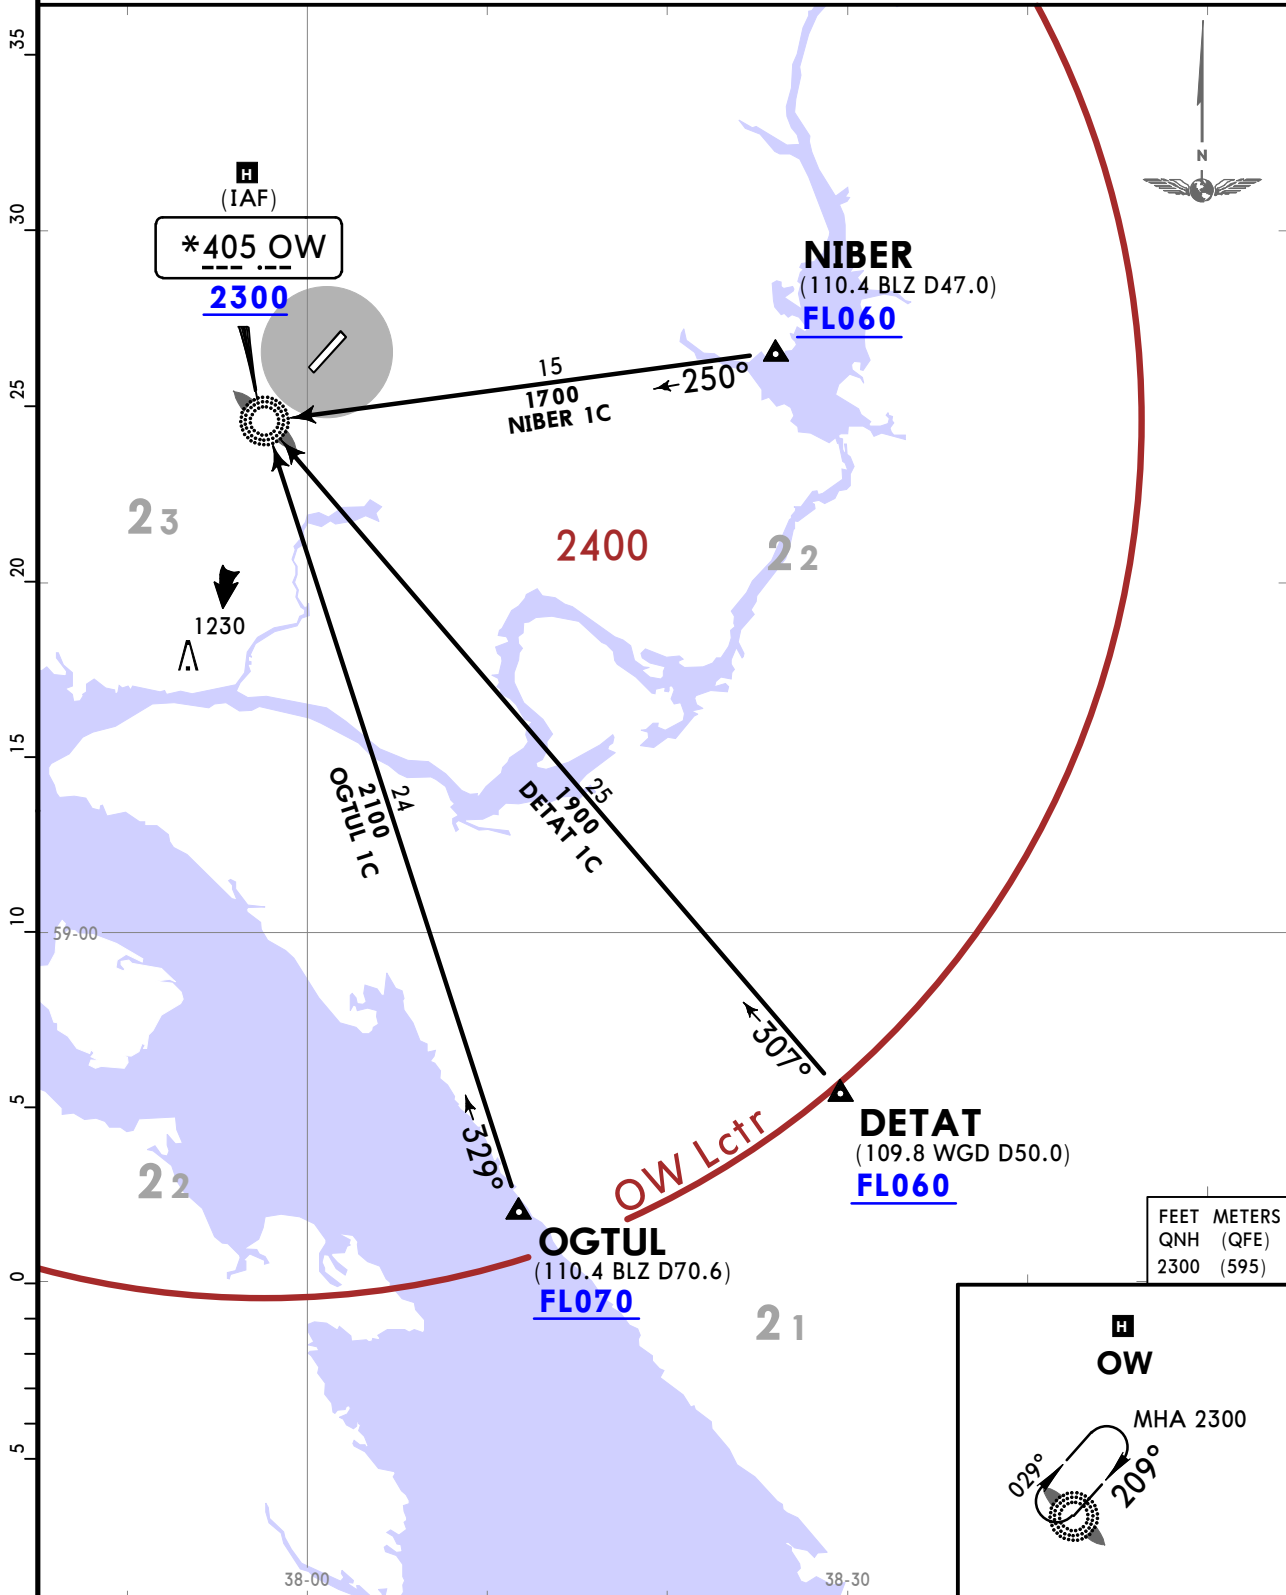 35
30
25
20
15
10
5
0
5
N
H
(IAF)
*405 OW
2300
NIBER
(110.4 BLZ D47.0)
FL060
15
250°
1700
NIBER 1C
23
2400
22
1230
24
2100
OGTUL 1C
25
1900
DETAT 1C
59-00
307°
329°
OW Lctr
DETAT
(109.8 WGD D50.0)
FL060
22
OGTUL
(110.4 BLZ D70.6)
FL070
21
FEET METERS
QNH (QFE)
2300 (595)
H
OW
MHA 2300
029°
209°
38-00
38-30